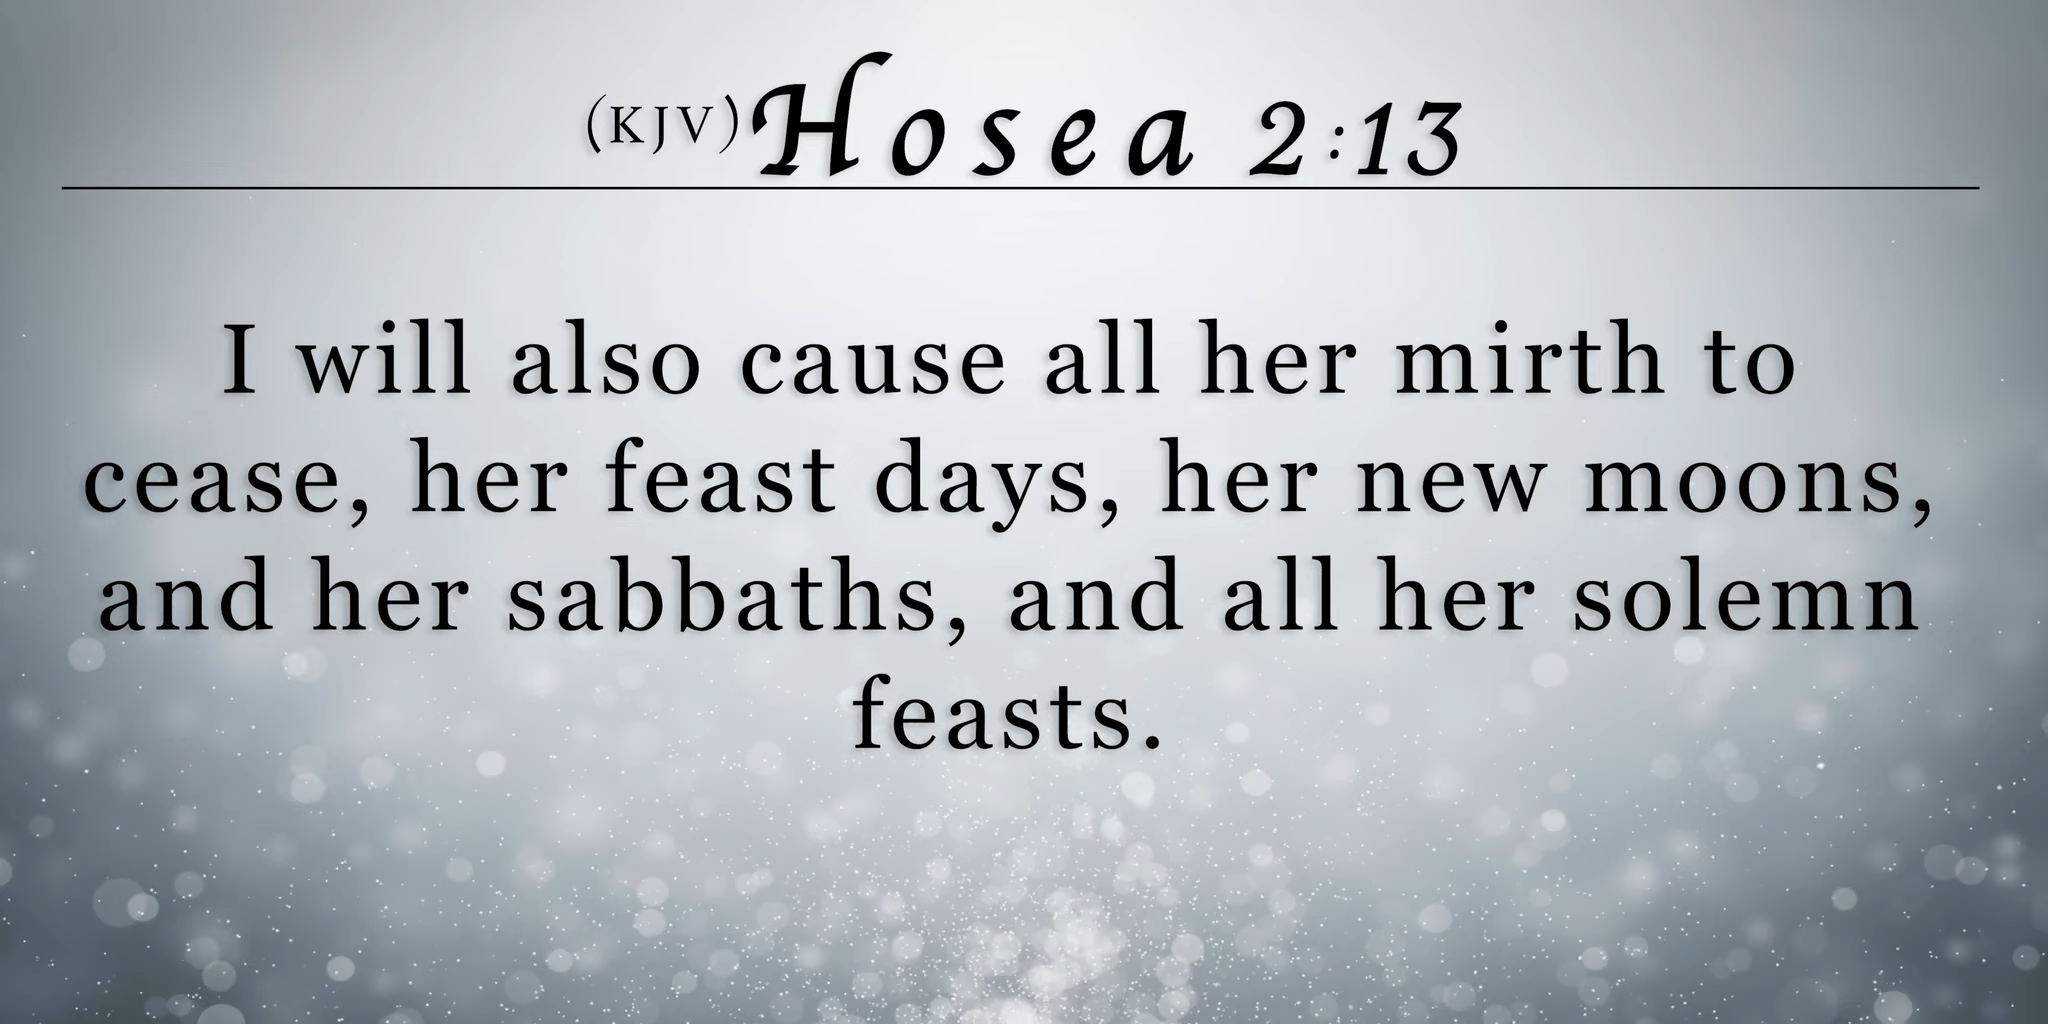 (KJV) Hosea 2:13
I will also cause all her mirth to
cease, her feast days, her new moons,
and her sabbaths, and all her solemn
feasts.